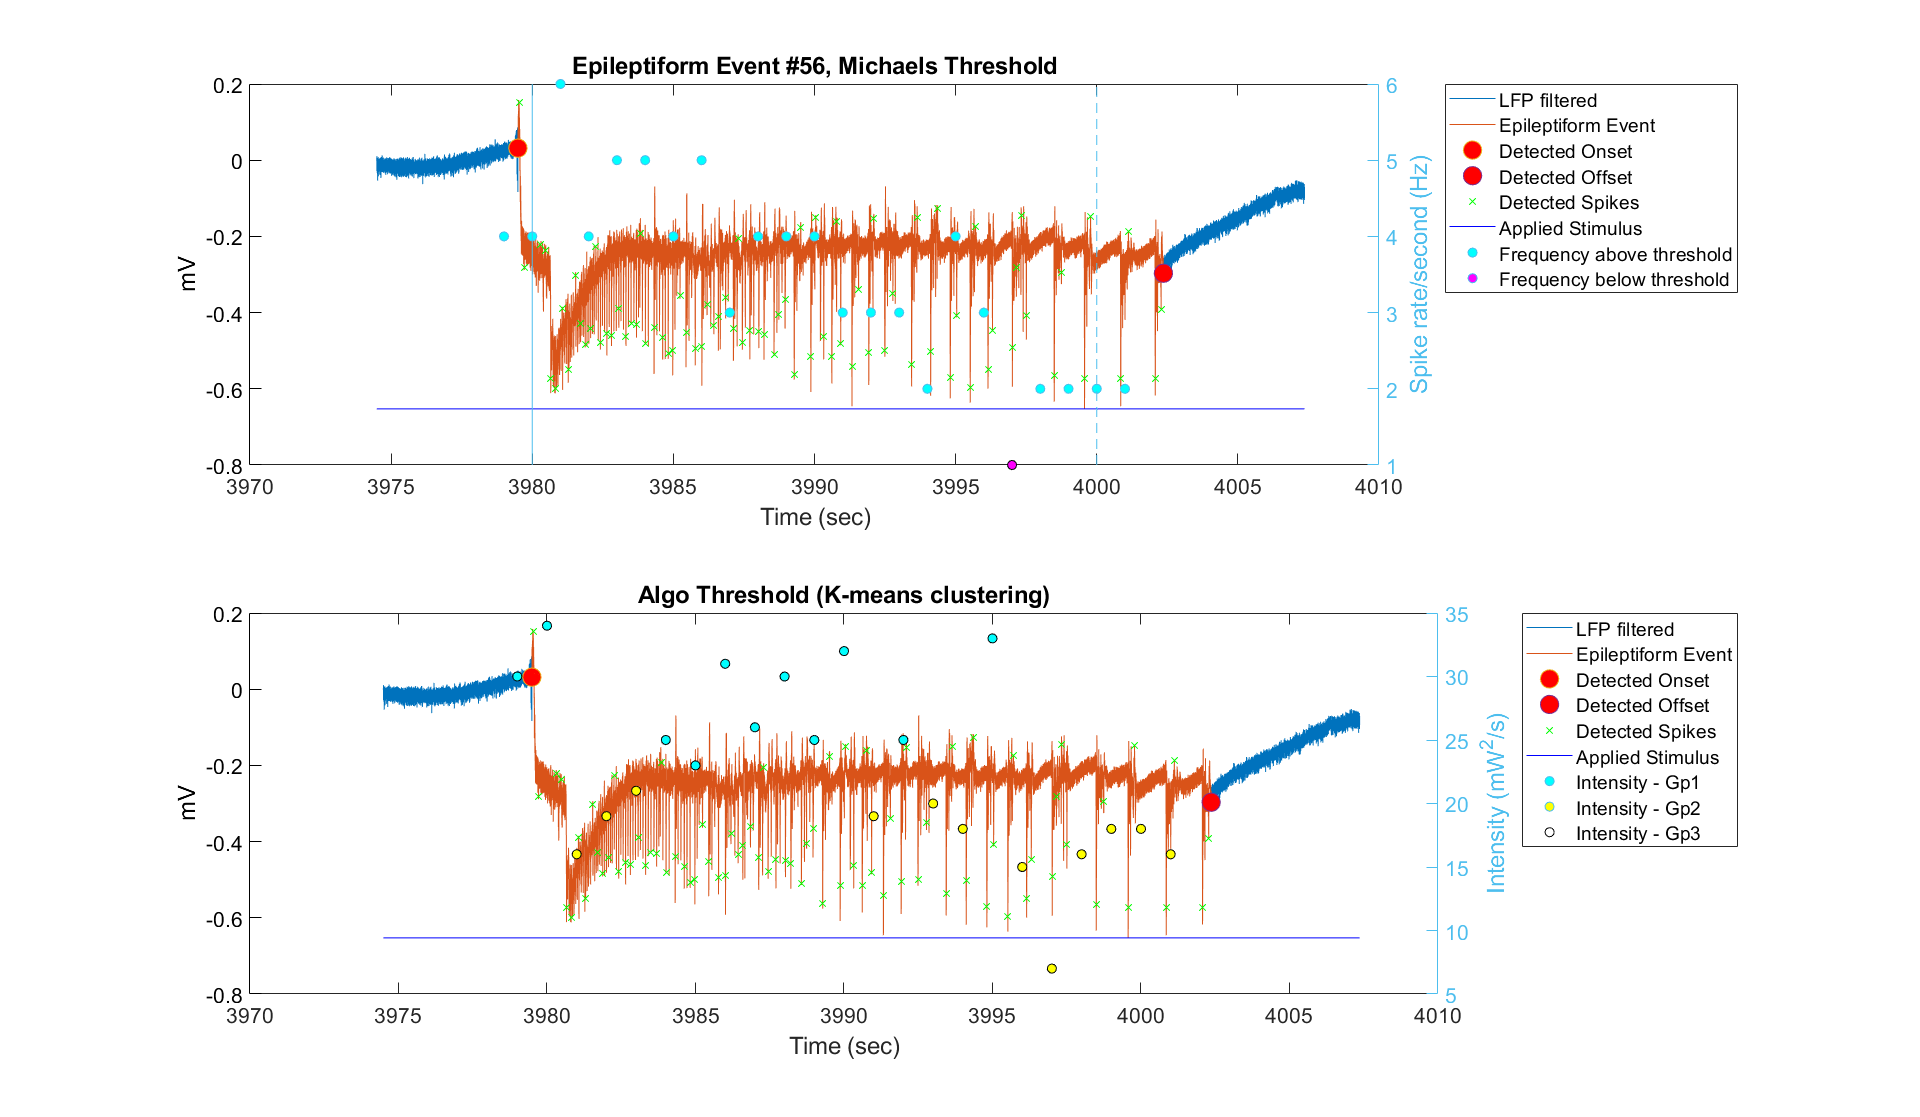 Epileptiform Event #56, Michaels Threshold
0.2
0
-0.2
-0.4
-0.6
-0.8
mV
3970
3975
3980
3985
3990
3995
4000
4005
4010
Time (sec)
6
5
4
3
2
1
Spike rate/second (Hz)
LFP filtered
Epileptiform Event
Detected Onset
Detected Offset
Detected Spikes
Applied Stimulus
Frequency above threshold
Frequency below threshold
Algo Threshold (K-means clustering)
0.2
0
-0.2
-0.4
-0.6
-0.8
mV
3970
3975
3980
3985
3990
3995
4000
4005
4010
Time (sec)
35
30
25
20
15
10
5
Intensity (mW²/s)
LFP filtered
Epileptiform Event
Detected Onset
Detected Offset
Detected Spikes
Applied Stimulus
Intensity - Gp1
Intensity - Gp2
Intensity - Gp3